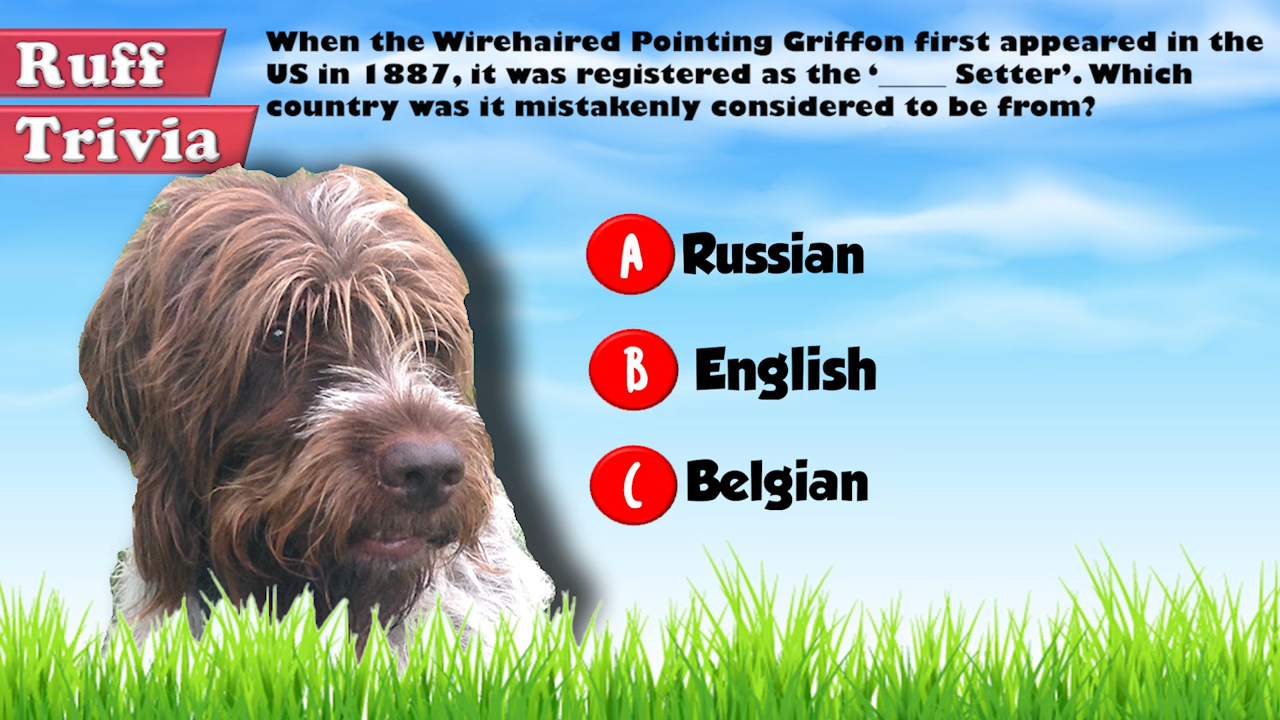 Ruff
Trivia
When the Wirehaired Pointing Griffon first appeared in the
US in 1887, it was registered as the ‘_____ Setter’. Which
country was it mistakenly considered to be from?
A Russian
B English
C Belgian